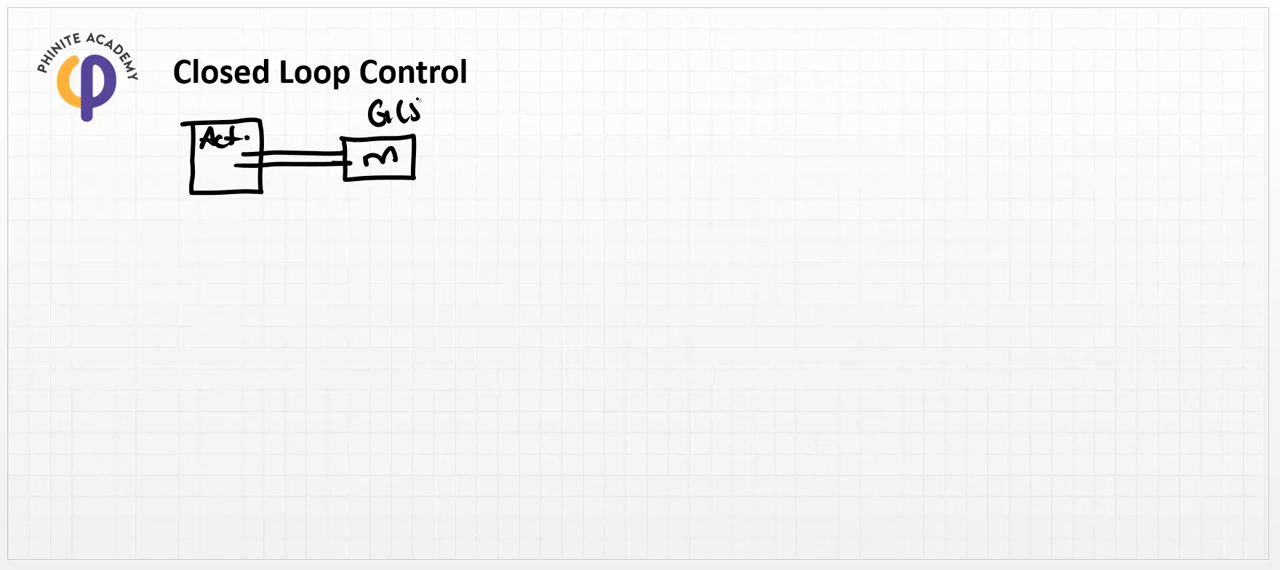 PHINITE ACADEMY
Closed Loop Control
G(s)
Act.
m